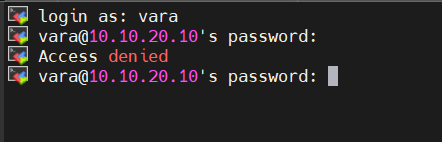 login as: vara
vara@10.10.20.10's password:
Access denied
vara@10.10.20.10's password: